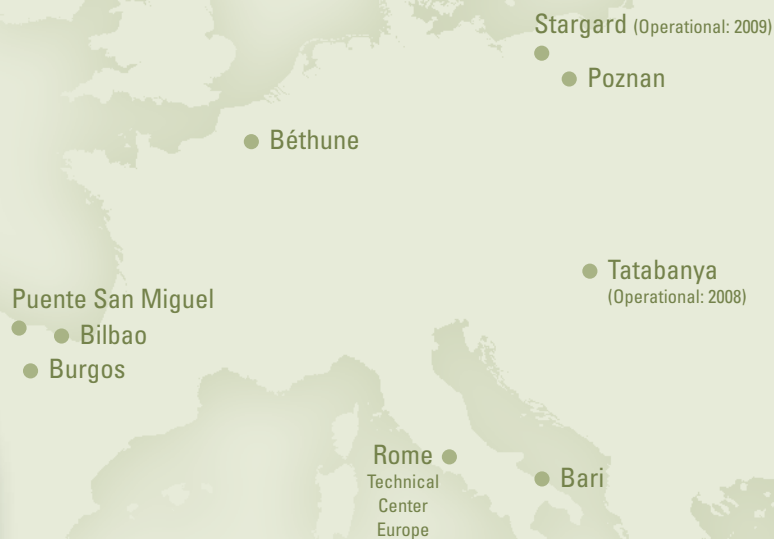 Stargard (Operational: 2009)
Poznan
Béthune
Tatabanya
(Operational: 2008)
Puente San Miguel
Bilbao
Burgos
Rome
Technical
Center
Europe
Bari